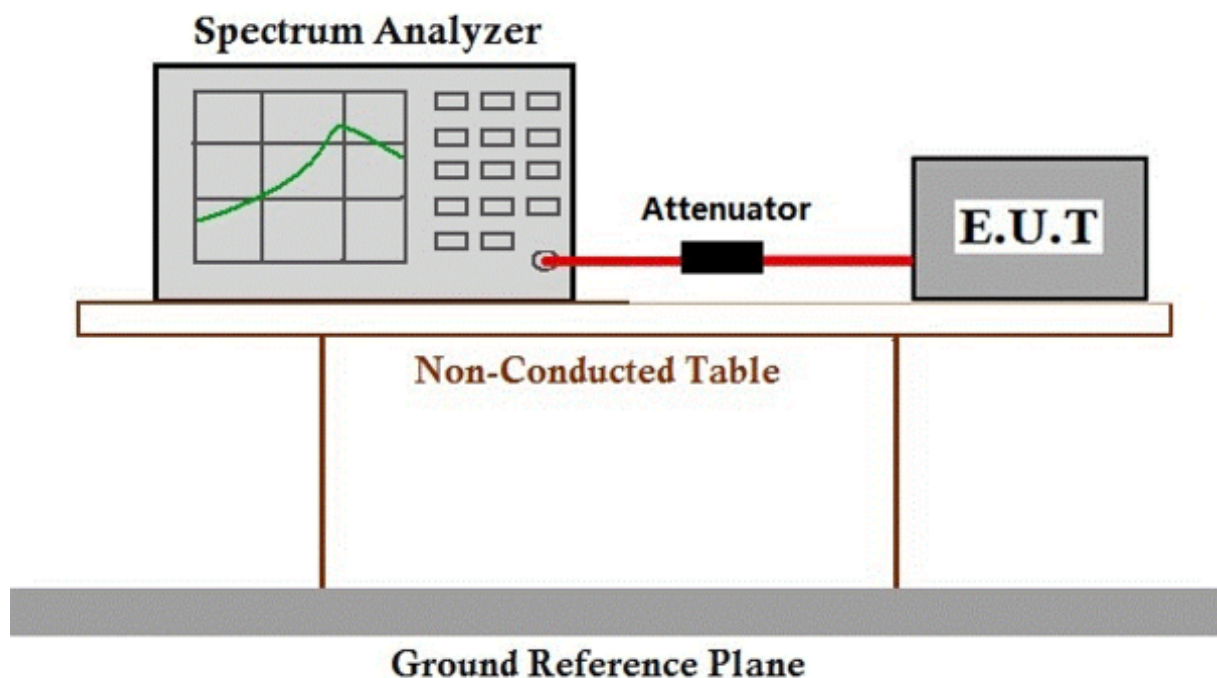 Spectrum Analyzer
Attenuator
E.U.T
Non-Conducted Table
Ground Reference Plane